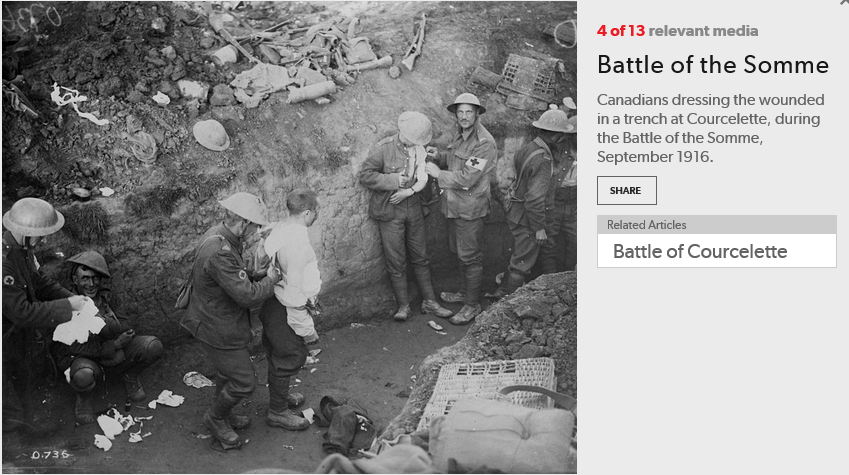 4 of 13 relevant media
Battle of the Somme
Canadians dressing the wounded
in a trench at Courcelette, during
the Battle of the Somme,
September 1916.
SHARE
Related Articles
Battle of Courcelette
O.736